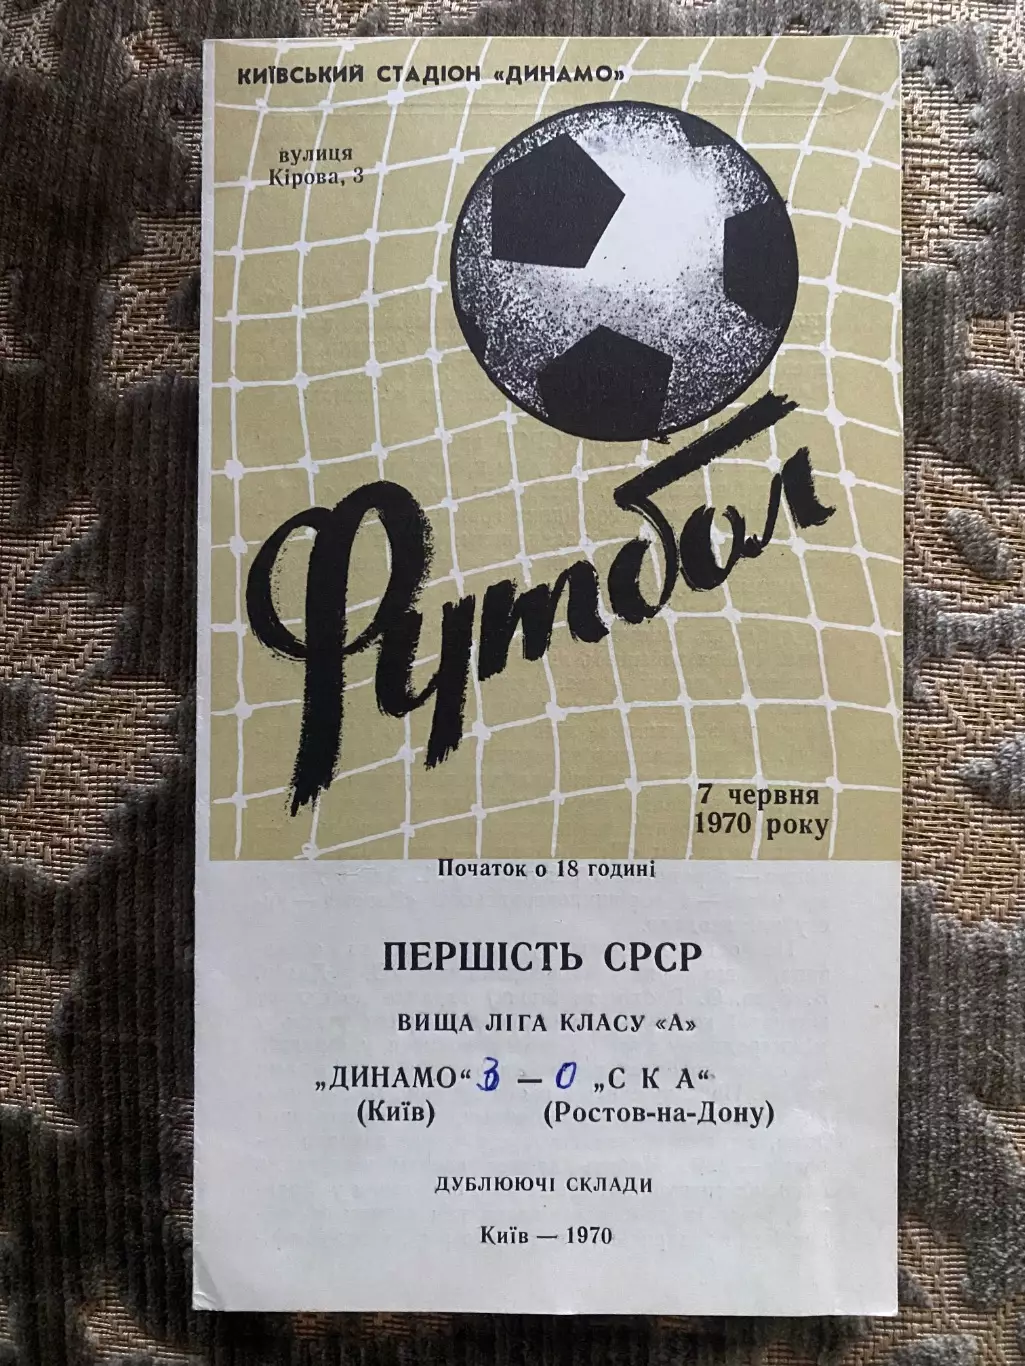 КИЇВСЬКИЙ СТАДІОН «ДИНАМО»
вулиця
Кірова, 3
Футбол
7 червня
1970 року
Початок о 18 годині
ПЕРШІСТЬ СРСР
ВИЩА ЛІГА КЛАСУ «А»
„ДИНАМО“ 3 — 0 „С К А“
(Київ) (Ростов-на-Дону)
ДУБЛЮЮЧІ СКЛАДИ
Київ — 1970